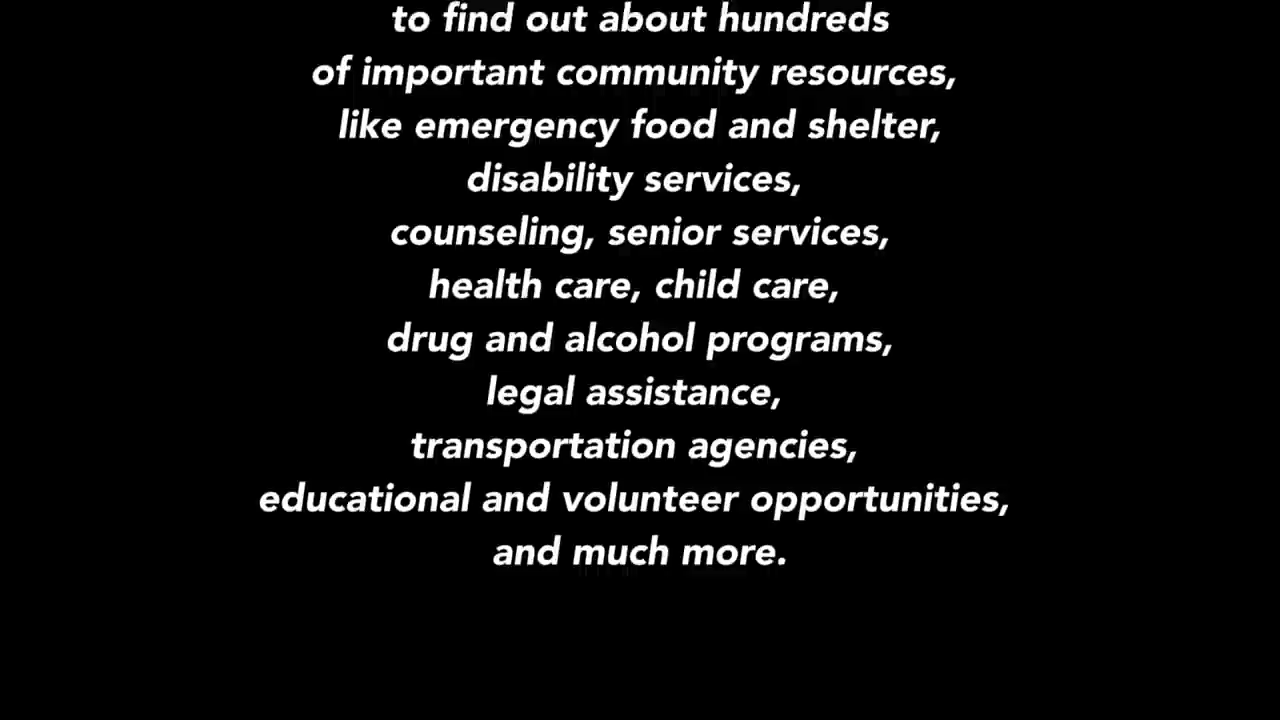 to find out about hundreds
of important community resources,
like emergency food and shelter,
disability services,
counseling, senior services,
health care, child care,
drug and alcohol programs,
legal assistance,
transportation agencies,
educational and volunteer opportunities,
and much more.